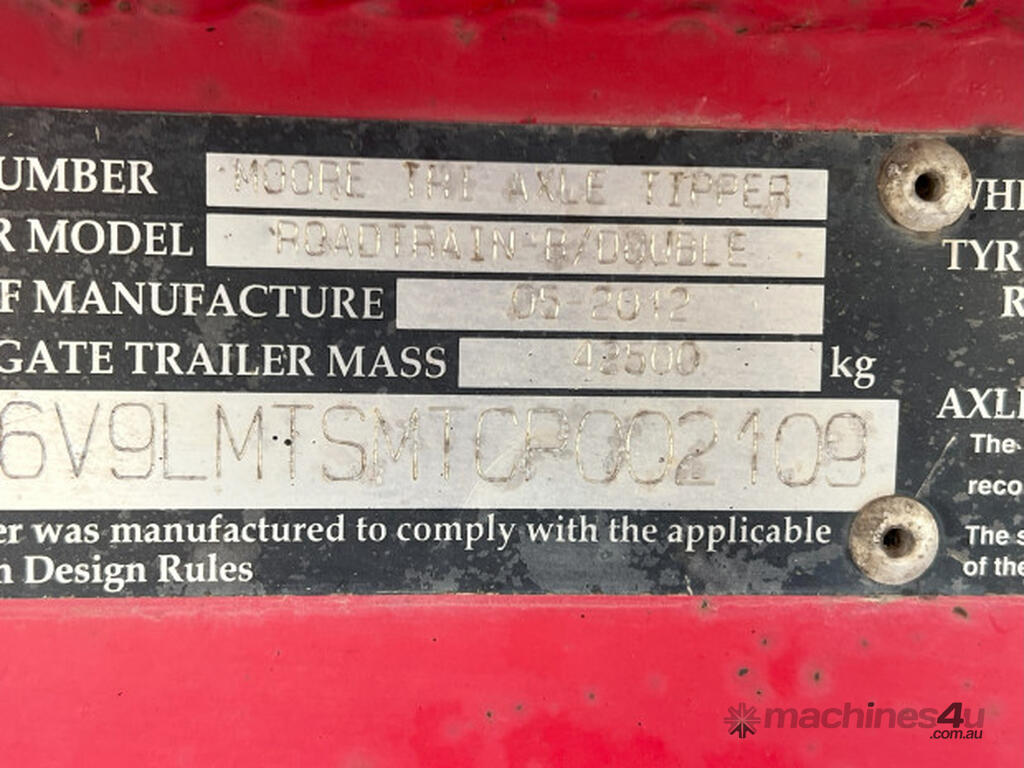 UMBER MOORE TRI AXLE TIPPER
R MODEL ROADTRAIN-B/DOUBLE
F MANUFACTURE 05-2012
GATE TRAILER MASS 42500 kg
6V9LMTSMTCP002109
er was manufactured to comply with the applicable
n Design Rules
WHE
TYR
R
AXLE
The
reco
The s
of the
machines4u
.com.au